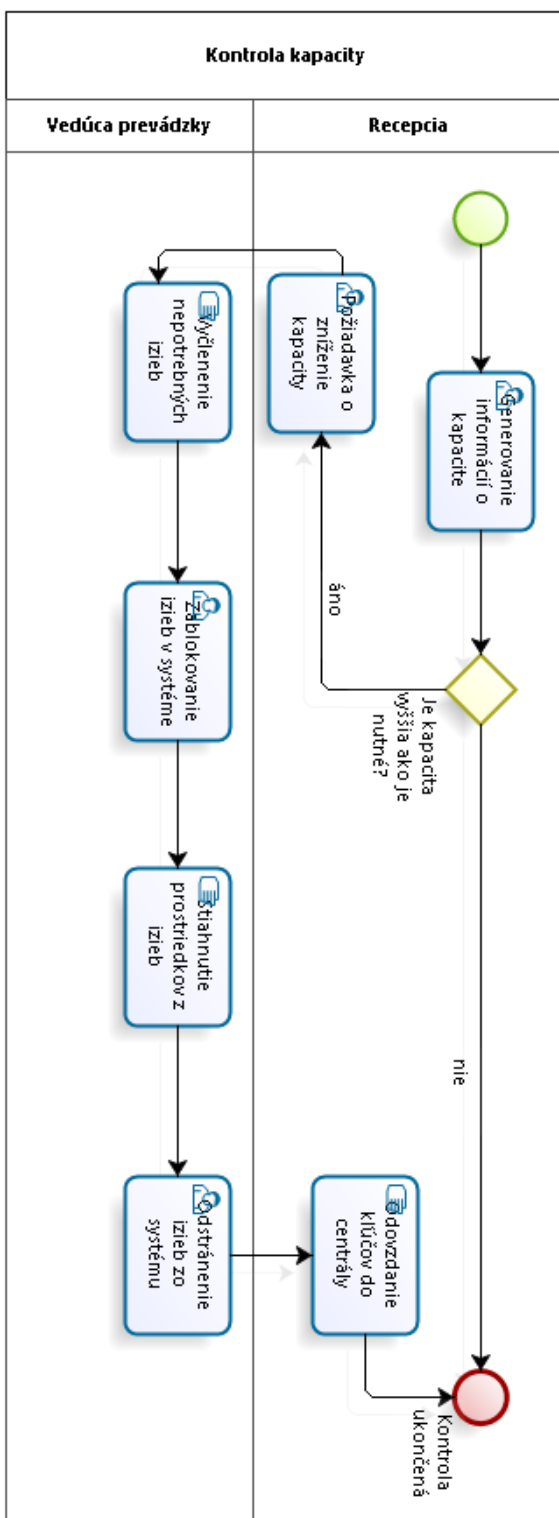 Kontrola kapacity
Vedúca prevádzky
Recepcia
Generovanie
informácií o
kapacite
Je kapacita
vyššia ako je
nutné?
áno
nie
Požiadavka o
zníženie
kapacity
Vyčlenenie
nepotrebných
izieb
Zablokovanie
izieb v systéme
Stiahnutie
prostriedkov z
izieb
Odstránenie
izieb zo
systému
Odovzdanie
kľúčov do
centrály
Kontrola
ukončená